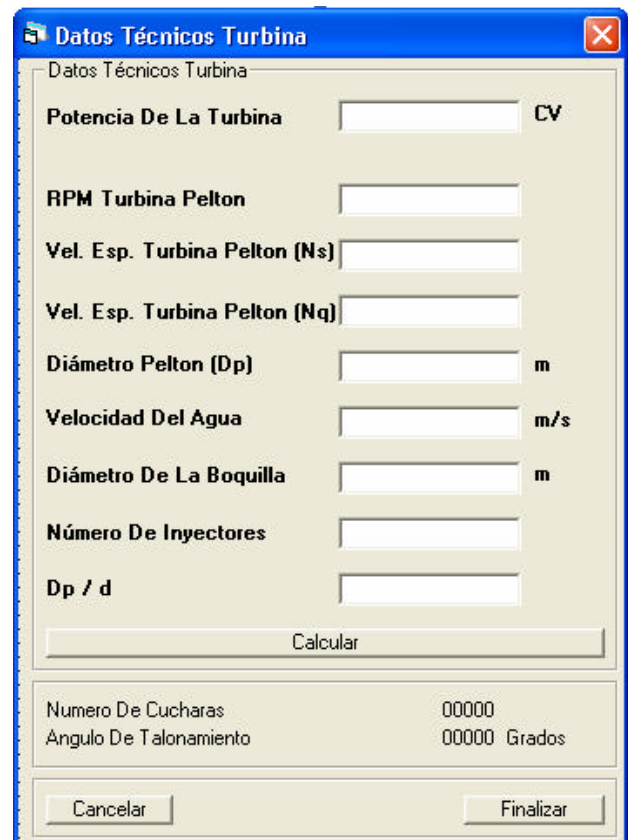 Datos Técnicos Turbina
Datos Técnicos Turbina
Potencia De La Turbina CV
RPM Turbina Pelton
Vel. Esp. Turbina Pelton (Ns)
Vel. Esp. Turbina Pelton (Nq)
Diámetro Pelton (Dp) m
Velocidad Del Agua m/s
Diámetro De La Boquilla m
Número De Inyectores
Dp / d
Calcular
Numero De Cucharas 00000
Angulo De Talonamiento 00000 Grados
Cancelar Finalizar